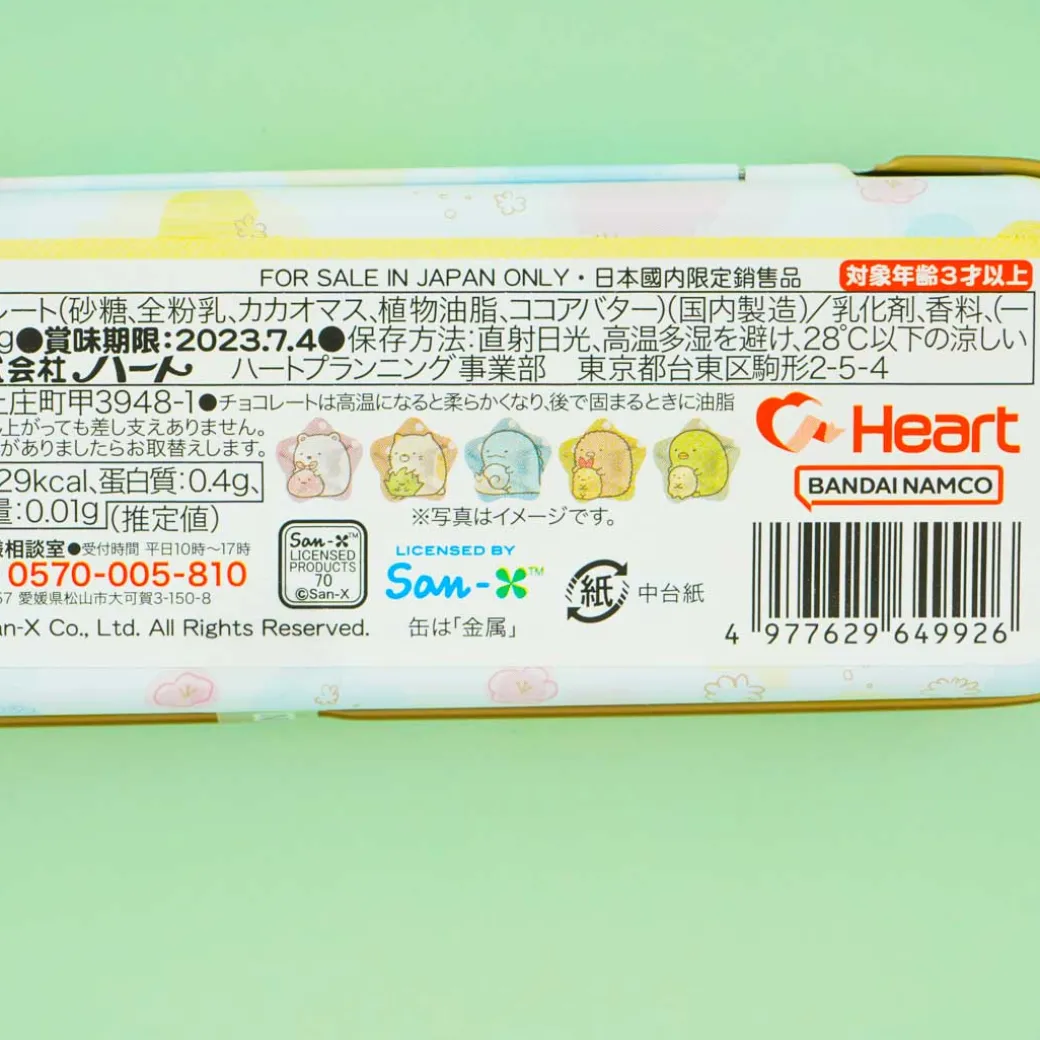 FOR SALE IN JAPAN ONLY・日本國内限定銷售品
対象年齢3才以上
レート(砂糖、全粉乳、カカオマス、植物油脂、ココアバター)(国内製造)／乳化剤、香料、(一
g●賞味期限:2023.7.4●保存方法:直射日光、高温多湿を避け、28℃以下の涼しい
会社ハート ハートプランニング事業部 東京都台東区駒形2-5-4
上庄町甲3948-1●チョコレートは高温になると柔らかくなり、後で固まるときに油脂
上がっても差し支えありません。
がありましたらお取替えします。
29kcal、蛋白質:0.4g、
量:0.01g(推定値)
※写真はイメージです。
Heart
BANDAI NAMCO
相談室●受付時間 平日10時～17時
0570-005-810
57 愛媛県松山市大可賀3-150-8
an-X Co., Ltd. All Rights Reserved.
San-X™
LICENSED
PRODUCTS
70
©San-X
LICENSED BY
San-X™
缶は「金属」
紙 中台紙
4 977629 649926